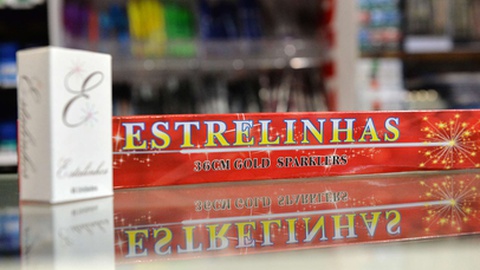 E
Estrelinhas
ESTRELINHAS
36CM GOLD SPARKLERS